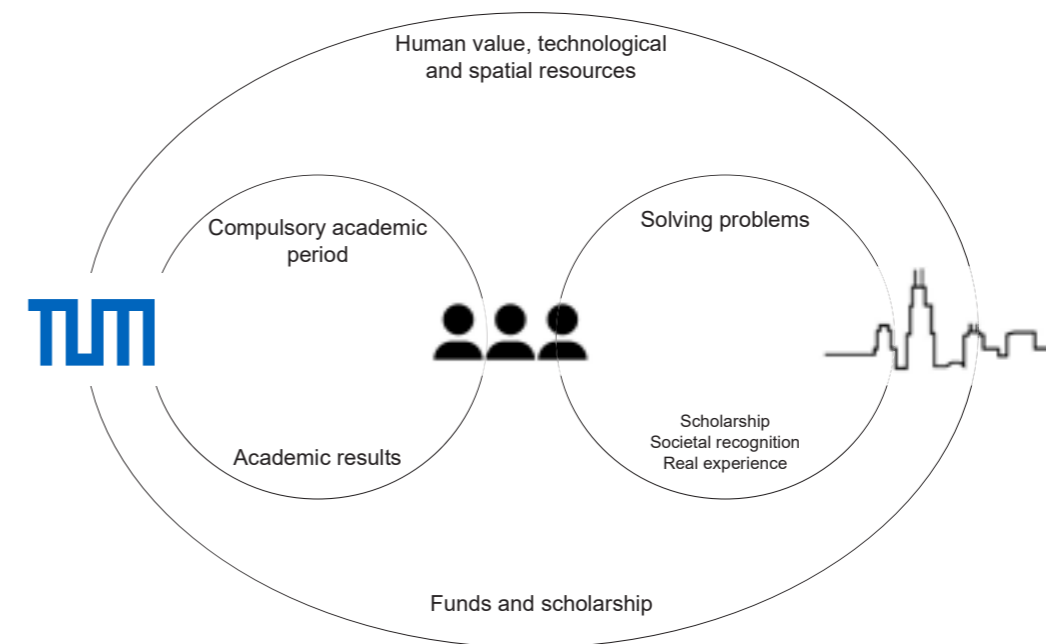 Human value, technological
and spatial resources
Compulsory academic
period
Solving problems
TUM
Scholarship
Societal recognition
Real experience
Academic results
Funds and scholarship